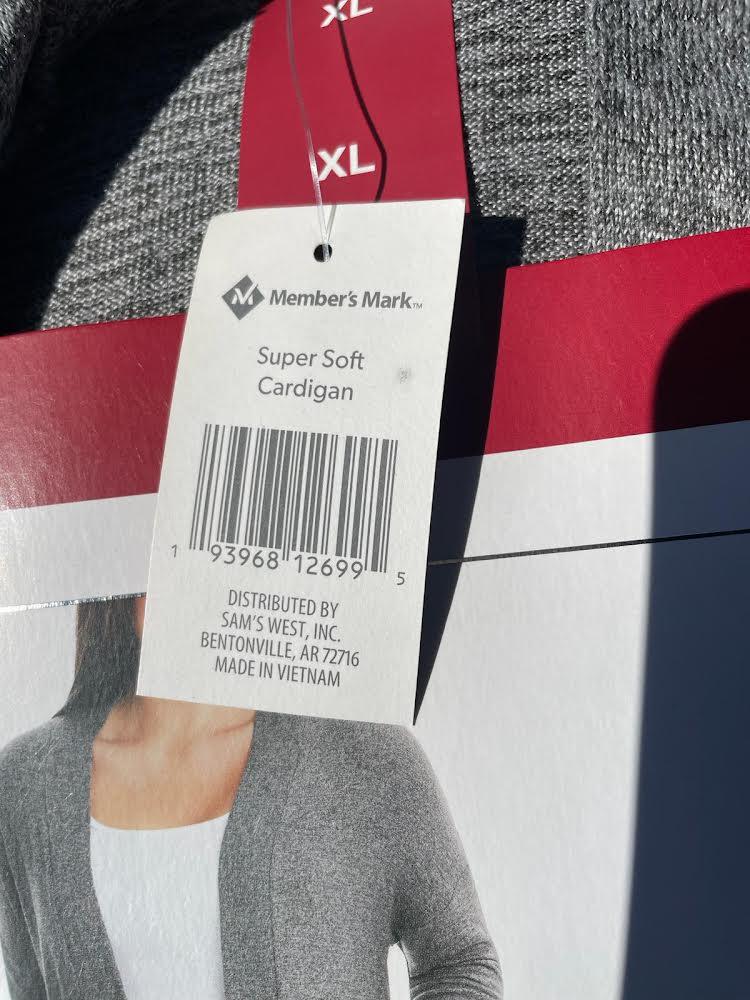 XL
XL
Member's Mark™
Super Soft
Cardigan
1 93968 12699 5
DISTRIBUTED BY
SAM'S WEST, INC.
BENTONVILLE, AR 72716
MADE IN VIETNAM